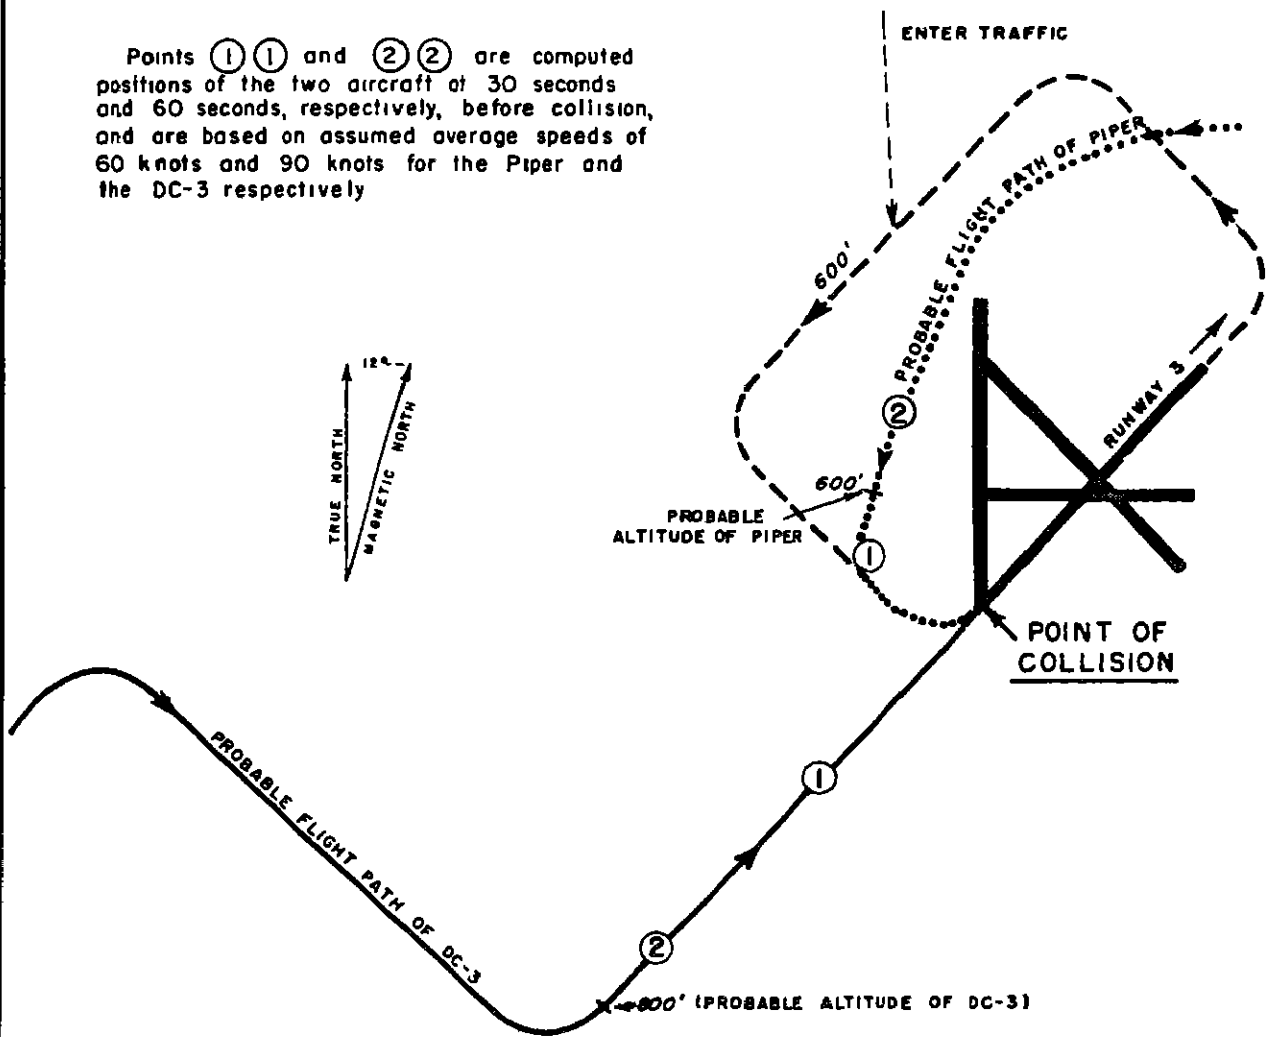 Points ① ① and ② ② are computed
positions of the two aircraft at 30 seconds
and 60 seconds, respectively, before collision,
and are based on assumed average speeds of
60 knots and 90 knots for the Piper and
the DC-3 respectively
ENTER TRAFFIC
PROBABLE FLIGHT PATH OF PIPER
600'
12°
TRUE NORTH
MAGNETIC NORTH
RUNWAY 3
②
600'
PROBABLE
ALTITUDE OF PIPER
①
POINT OF
COLLISION
PROBABLE FLIGHT PATH OF DC-3
①
②
800' (PROBABLE ALTITUDE OF DC-3)